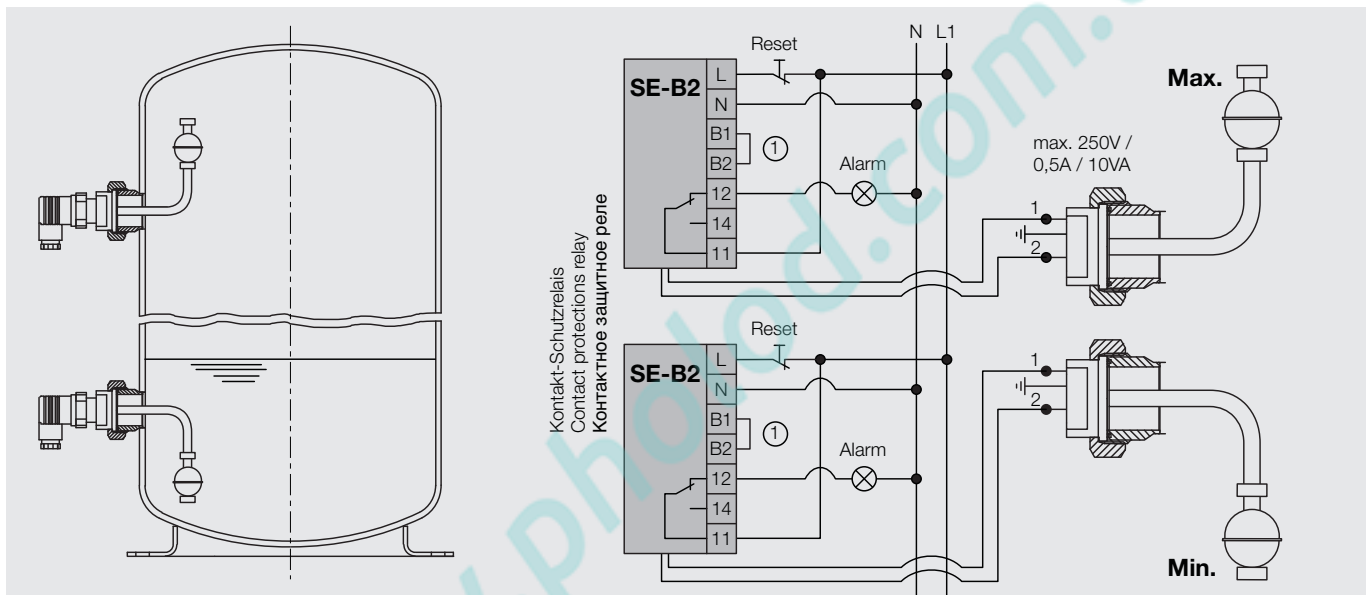 N L1
Reset
Max.
SE-B2
L
N
B1
B2
1
12
14
11
Alarm
max. 250V /
0,5A / 10VA
1
2
Kontakt-Schutzrelais
Contact protections relay
Контактное защитное реле
Reset
SE-B2
L
N
B1
B2
1
12
14
11
Alarm
1
2
Min.
pholod.com.